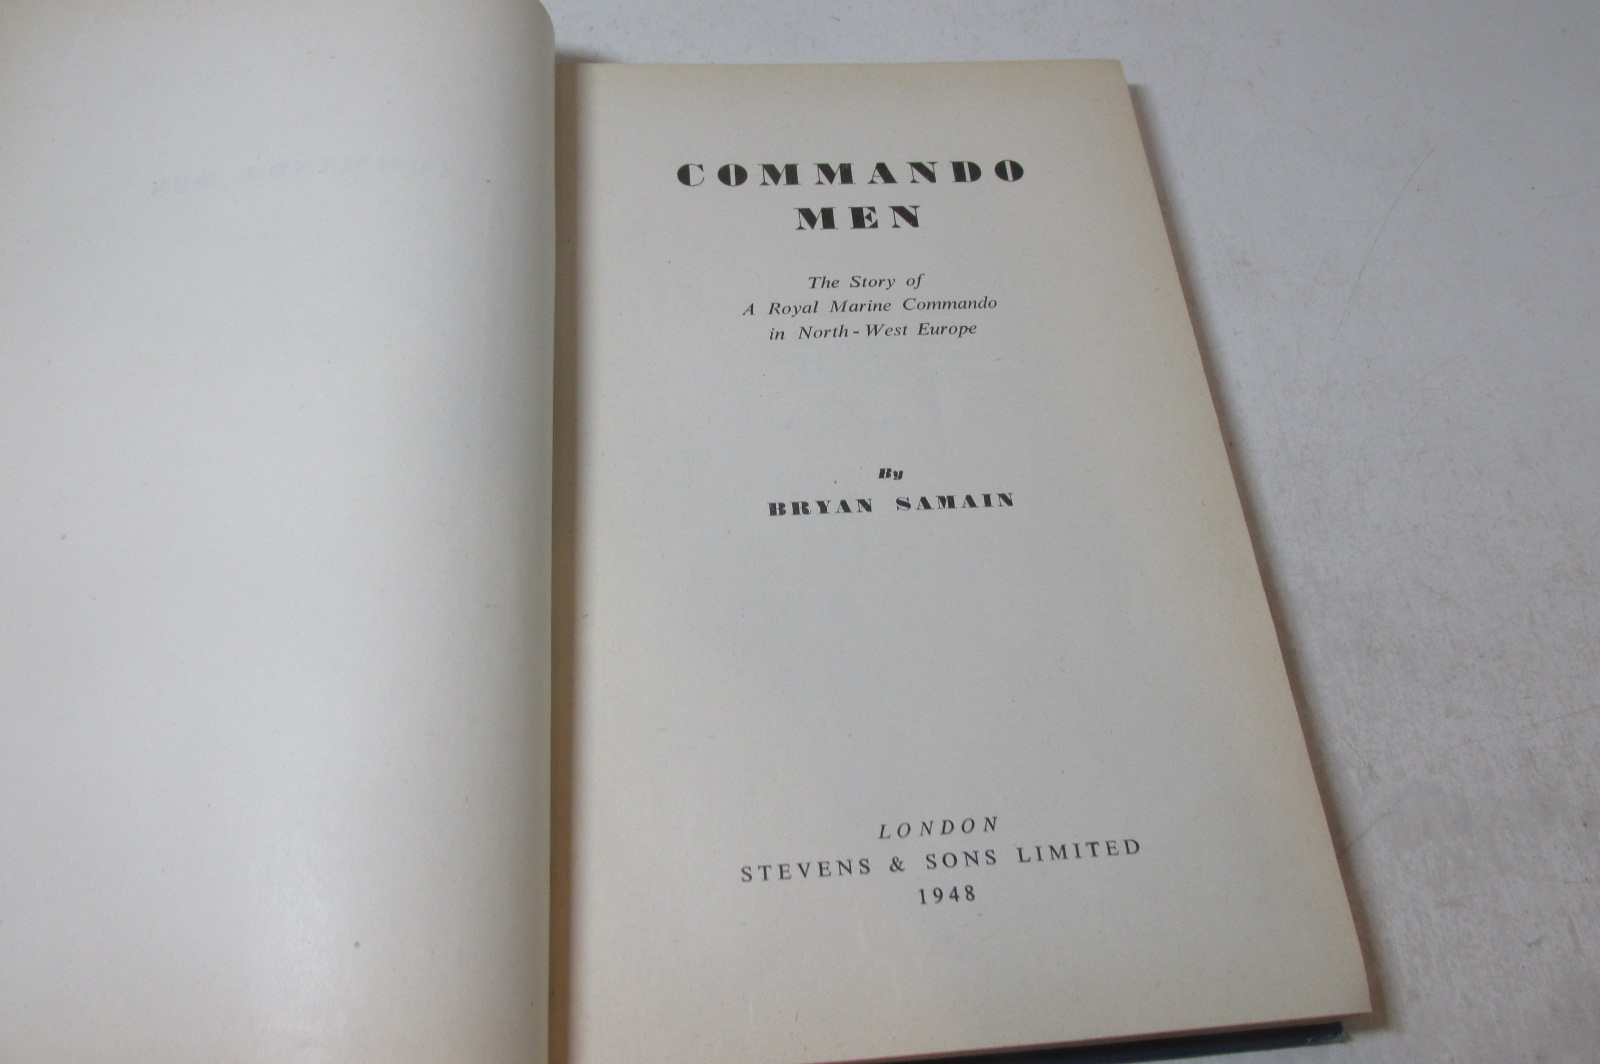 COMMANDO
MEN
The Story of
A Royal Marine Commando
in North-West Europe
By
BRYAN SAMAIN
LONDON
STEVENS & SONS LIMITED
1948